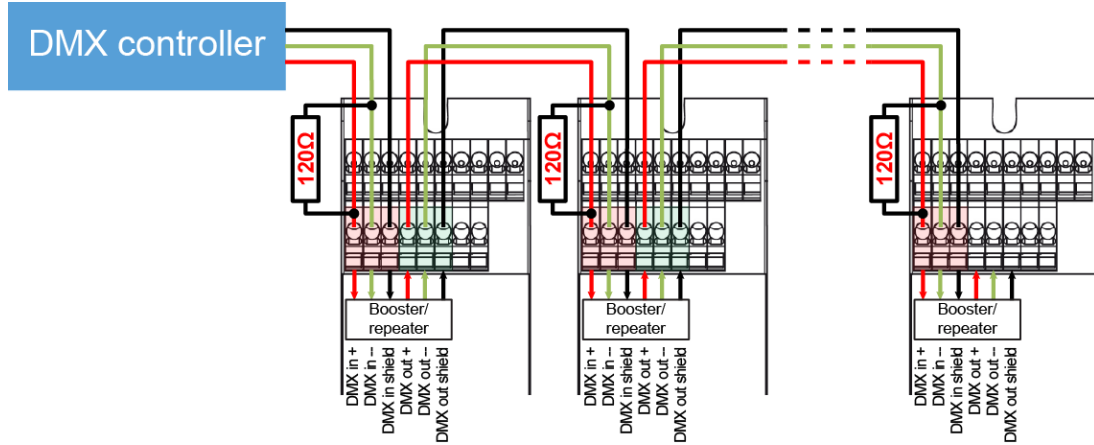 DMX controller
120Ω
120Ω
120Ω
Booster/
repeater
Booster/
repeater
Booster/
repeater
DMX in +
DMX in --
DMX in shield
DMX out +
DMX out --
DMX out shield
DMX in +
DMX in --
DMX in shield
DMX out +
DMX out --
DMX out shield
DMX in +
DMX in --
DMX in shield
DMX out +
DMX out --
DMX out shield